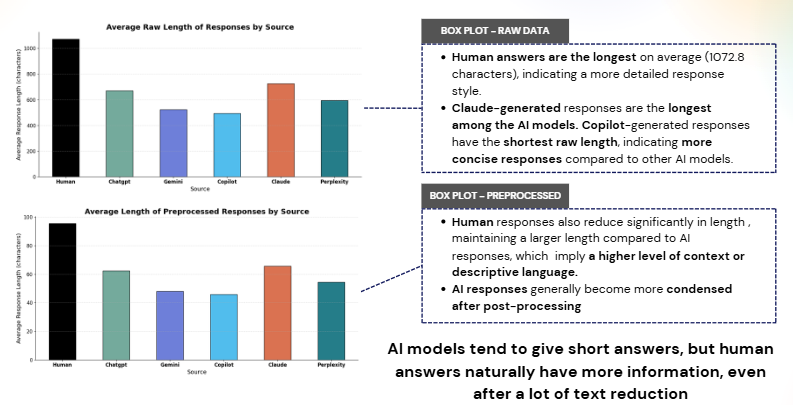 Average Raw Length of Responses by Source
Average Response Length (characters)
1000
800
600
400
200
0
Human Chatgpt Gemini Copilot Claude Perplexity
Source
BOX PLOT – RAW DATA
• Human answers are the longest on average (1072.8
characters), indicating a more detailed response
style.
• Claude-generated responses are the longest
among the AI models. Copilot-generated responses
have the shortest raw length, indicating more
concise responses compared to other AI models.
Average Length of Preprocessed Responses by Source
Average Response Length (characters)
100
80
60
40
20
0
Human Chatgpt Gemini Copilot Claude Perplexity
Source
BOX PLOT – PREPROCESSED
• Human responses also reduce significantly in length ,
maintaining a larger length compared to AI
responses, which imply a higher level of context or
descriptive language.
• AI responses generally become more condensed
after post-processing
AI models tend to give short answers, but human
answers naturally have more information, even
after a lot of text reduction